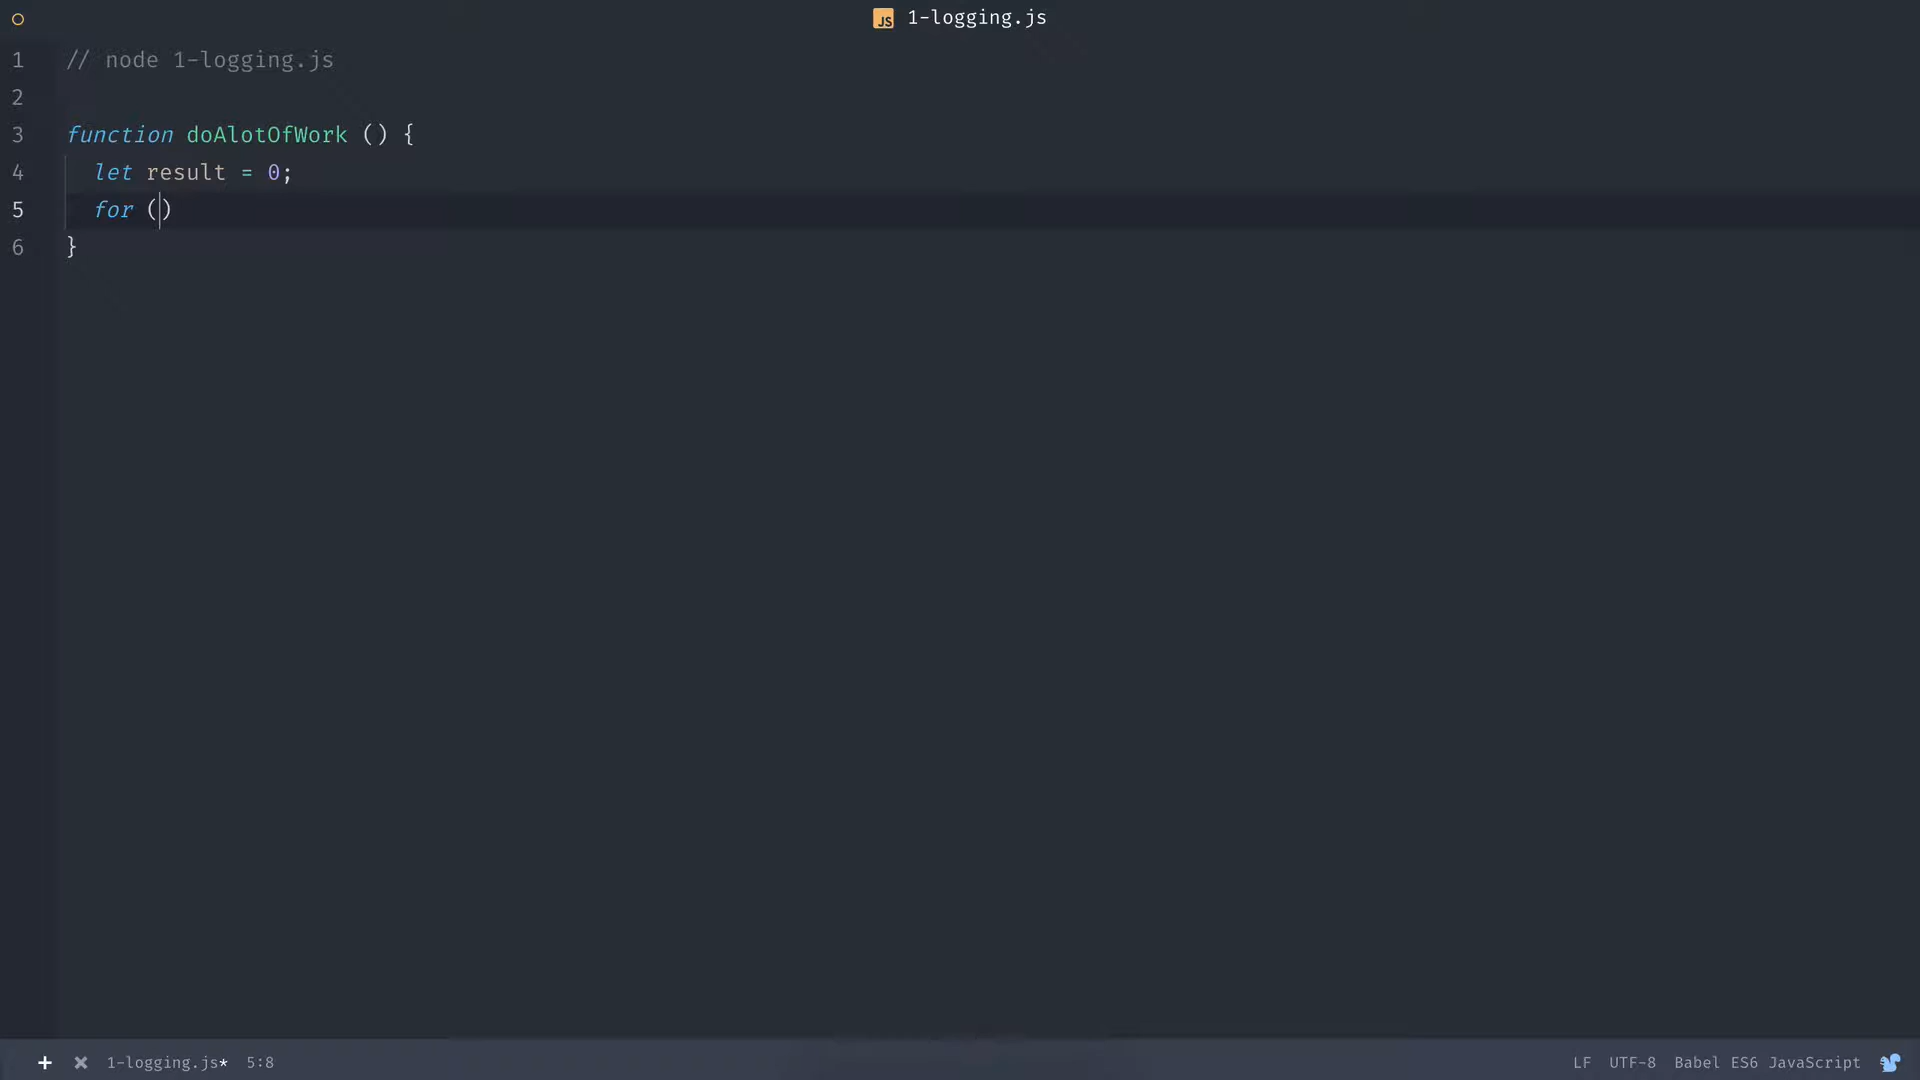 JS 1-logging.js
1 // node 1-logging.js
2
3 function doAlotOfWork () {
4 let result = 0;
5 for ()
6 }
1-logging.js* 5:8 LF UTF-8 Babel ES6 JavaScript